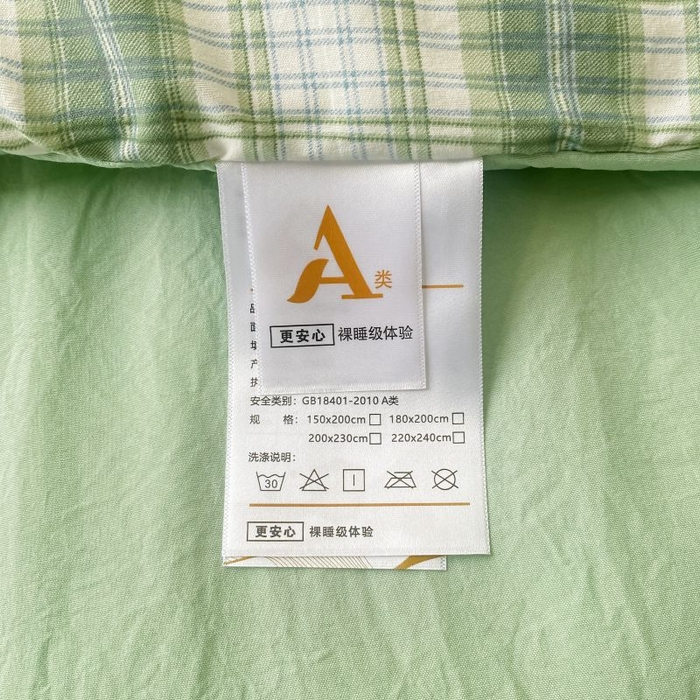 A类
更安心 裸睡级体验
安全类别: GB18401-2010 A类
规 格: 150x200cm 180x200cm
200x230cm 220x240cm
洗涤说明:
30
更安心 裸睡级体验